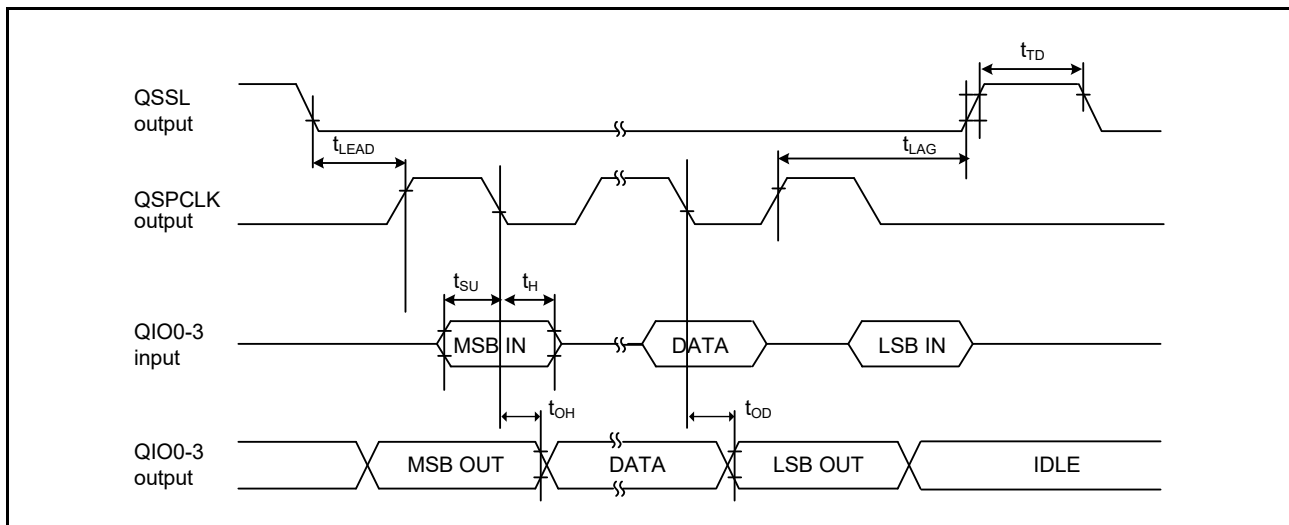 tTD
QSSL
output
tLEAD
tLAG
QSPCLK
output
tSU
tH
QIO0-3
input
MSB IN
DATA
LSB IN
tOH
tOD
QIO0-3
output
MSB OUT
DATA
LSB OUT
IDLE